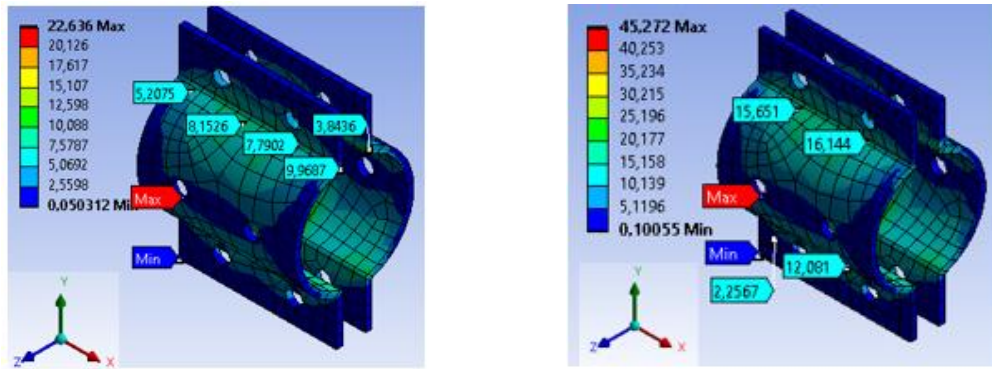 22,636 Max
20,126
17,617
15,107
12,598
10,088
7,5787
5,0692
2,5598
0,050312 Min
5,2075
8,1526
3,8436
7,7902
9,9687
Max
Min
Y
Z
X
45,272 Max
40,253
35,234
30,215
25,196
20,177
15,158
10,139
5,1196
0,10055 Min
15,651
16,144
Max
Min
12,081
2,2567
Y
Z
X